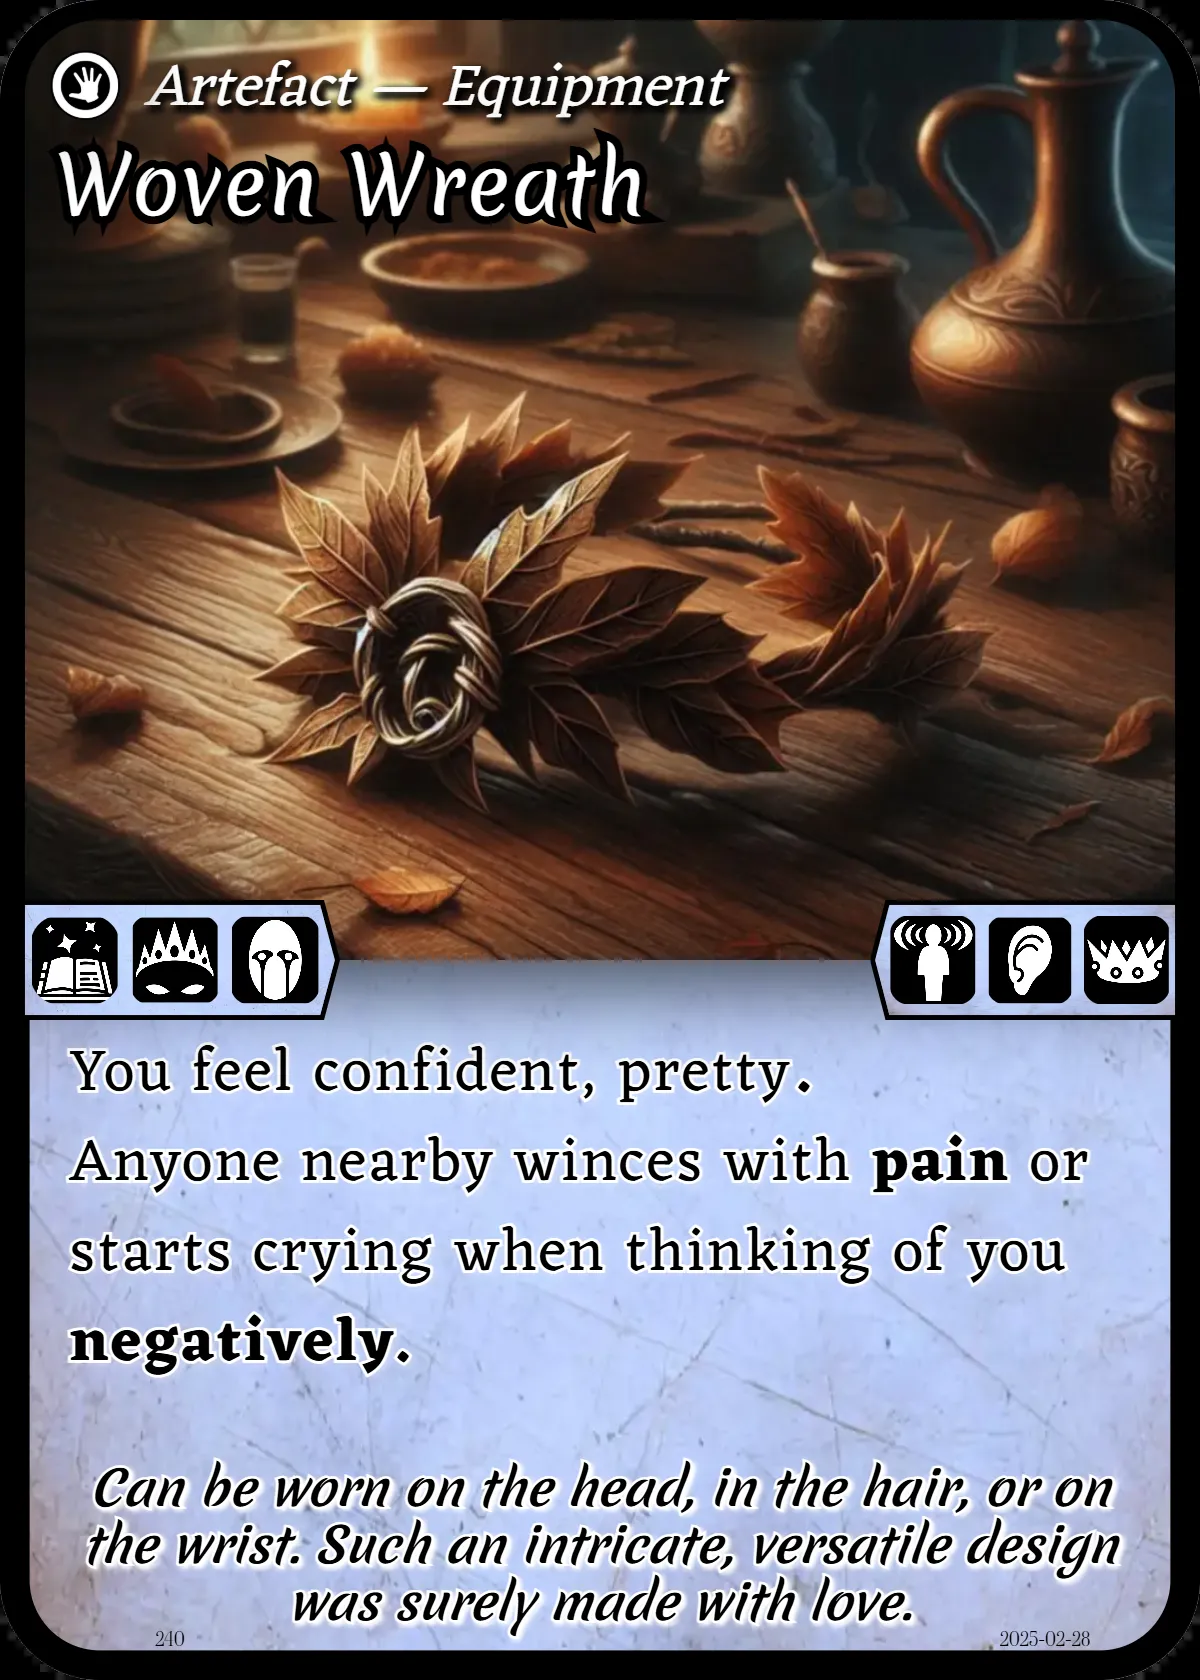 Artefact — Equipment
Woven Wreath
You feel confident, pretty.
Anyone nearby winces with pain or
starts crying when thinking of you
negatively.
Can be worn on the head, in the hair, or on
the wrist. Such an intricate, versatile design
was surely made with love.
240
2025-02-28